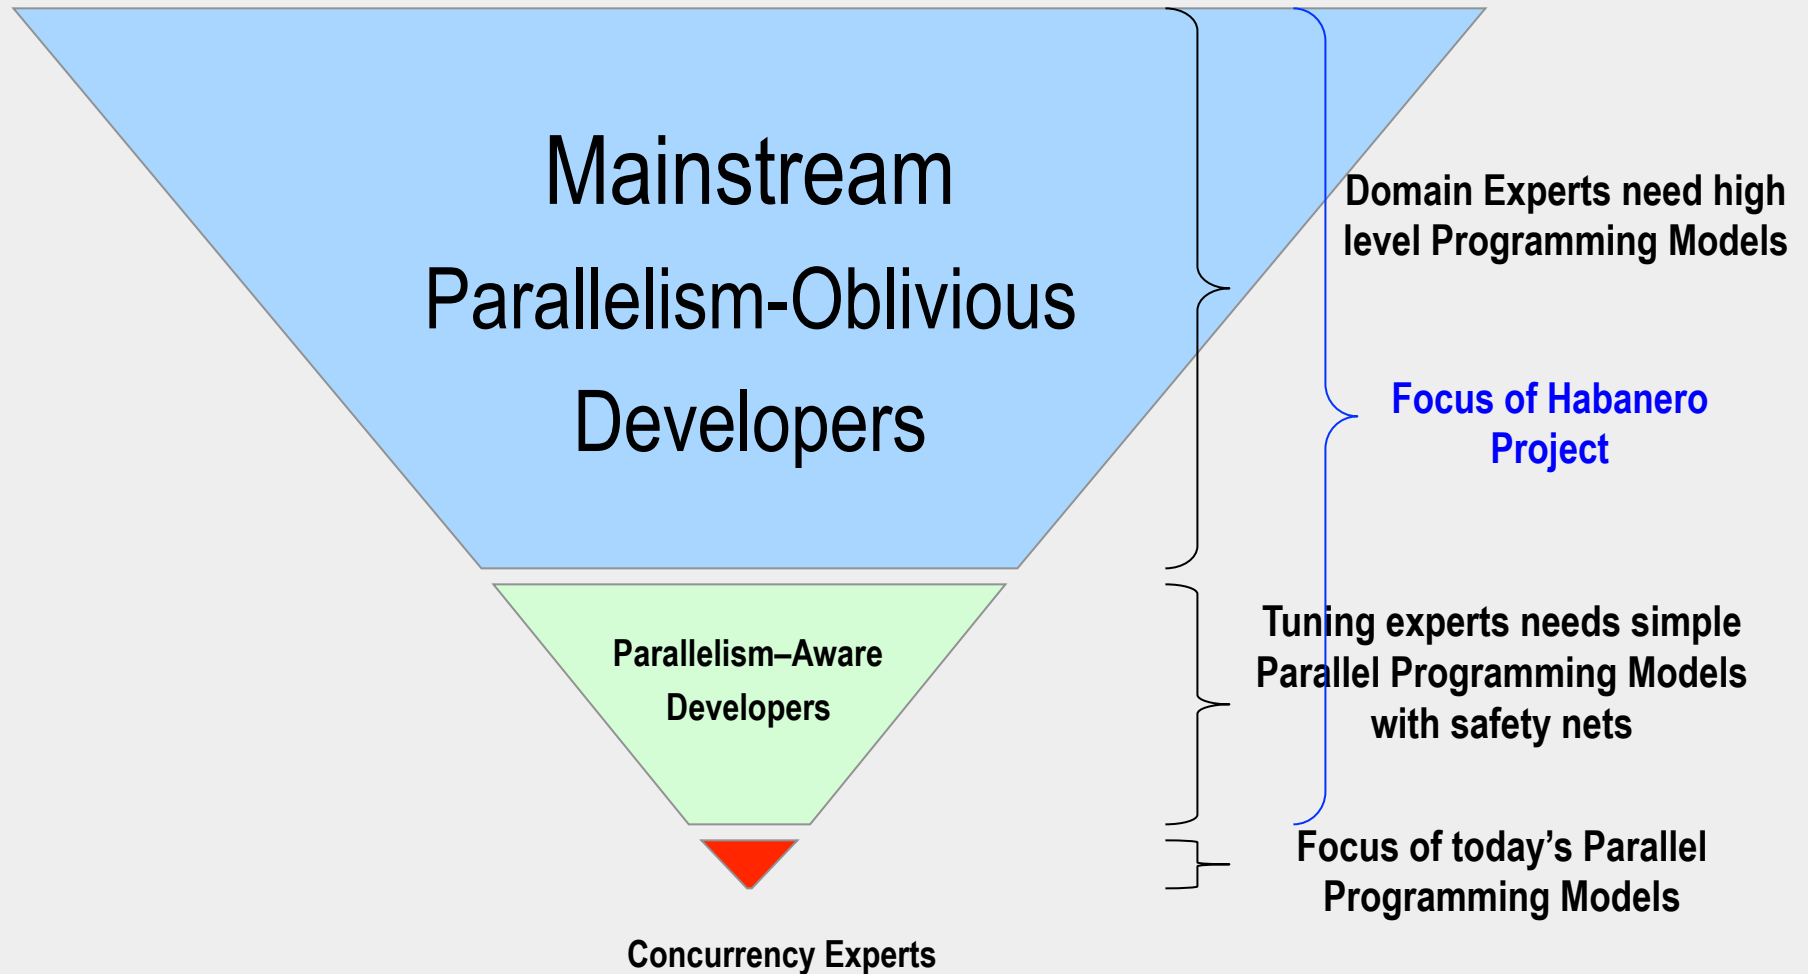 Mainstream
Parallelism-Oblivious
Developers
Domain Experts need high
level Programming Models
Focus of Habanero
Project
Parallelism–Aware
Developers
Tuning experts needs simple
Parallel Programming Models
with safety nets
Focus of today’s Parallel
Programming Models
Concurrency Experts